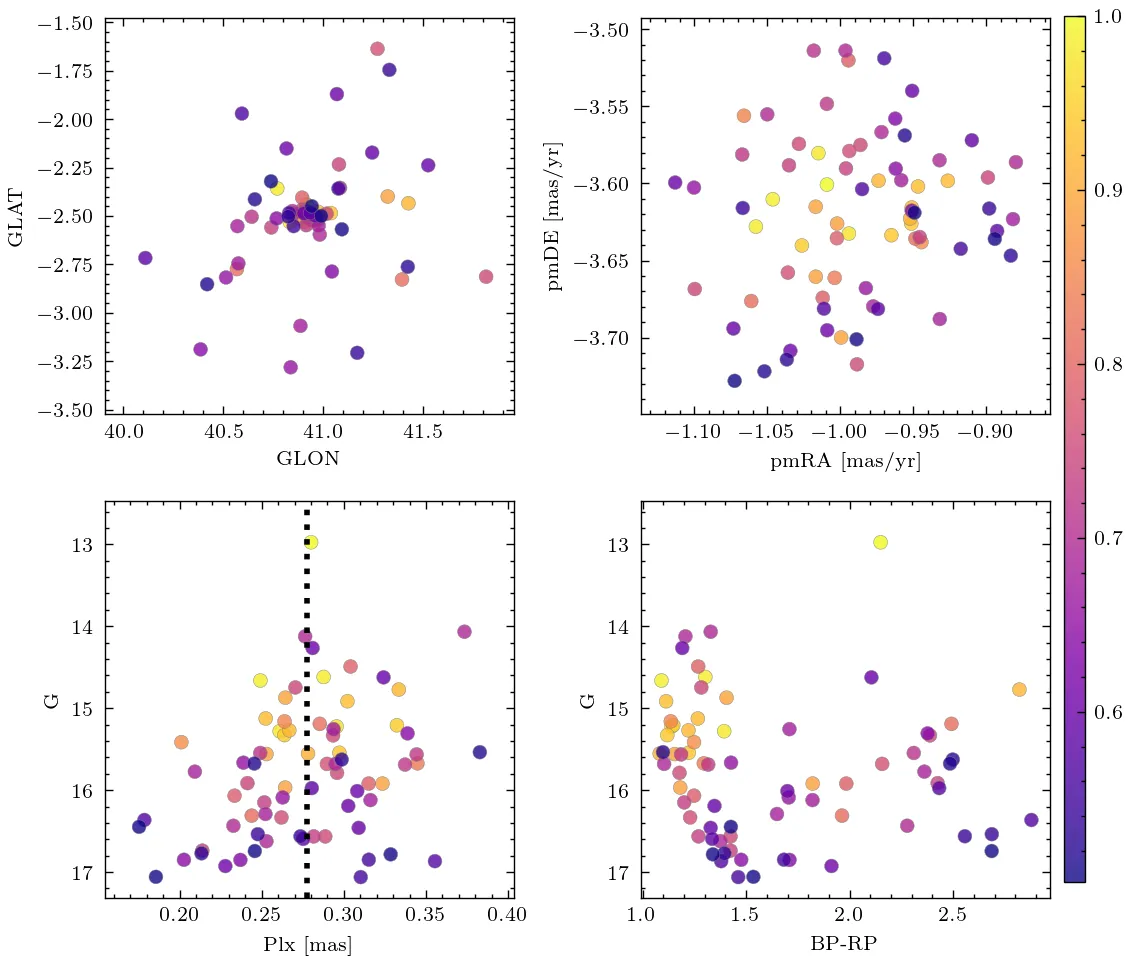 −1.50
−1.75
−2.00
−2.25
−2.50
−2.75
−3.00
−3.25
−3.50
GLAT
40.0 40.5 41.0 41.5
GLON
−3.50
−3.55
−3.60
−3.65
−3.70
pmDE [mas/yr]
−1.10 −1.05 −1.00 −0.95 −0.90
pmRA [mas/yr]
1.0
0.9
0.8
0.7
0.6
13
14
15
16
17
G
0.20 0.25 0.30 0.35 0.40
Plx [mas]
13
14
15
16
17
G
1.0 1.5 2.0 2.5
BP-RP